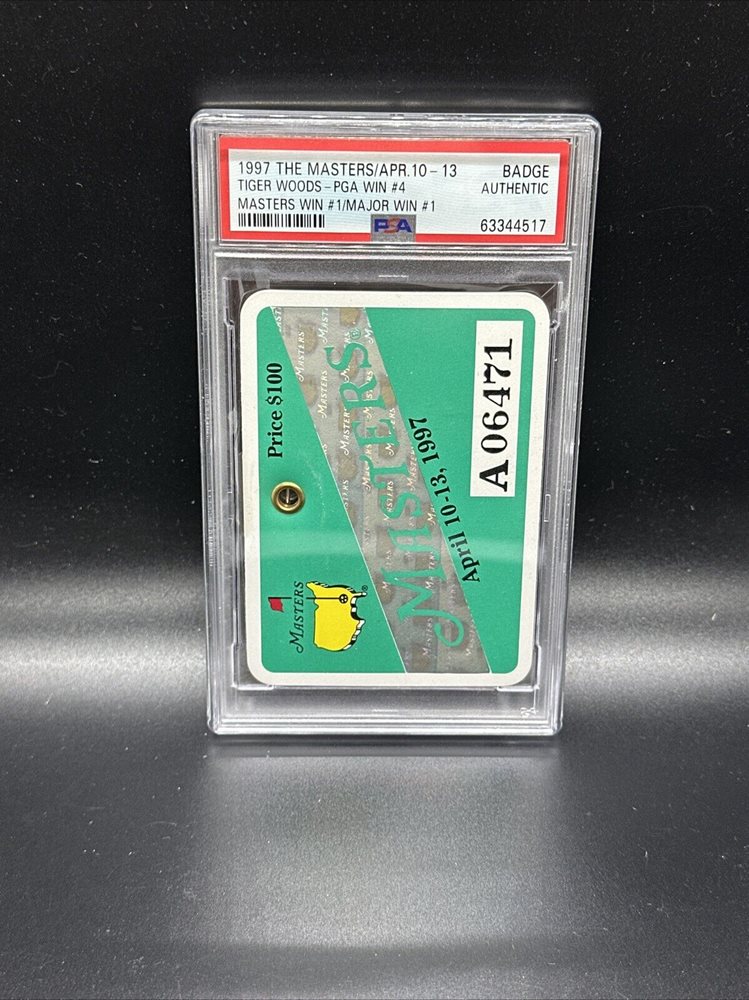 1997 THE MASTERS/APR.10-13 BADGE
TIGER WOODS-PGA WIN #4 AUTHENTIC
MASTERS WIN #1/MAJOR WIN #1
PSA 63344517
MASTERS®
Price $100
MASTERS®
April 10-13, 1997
A06471